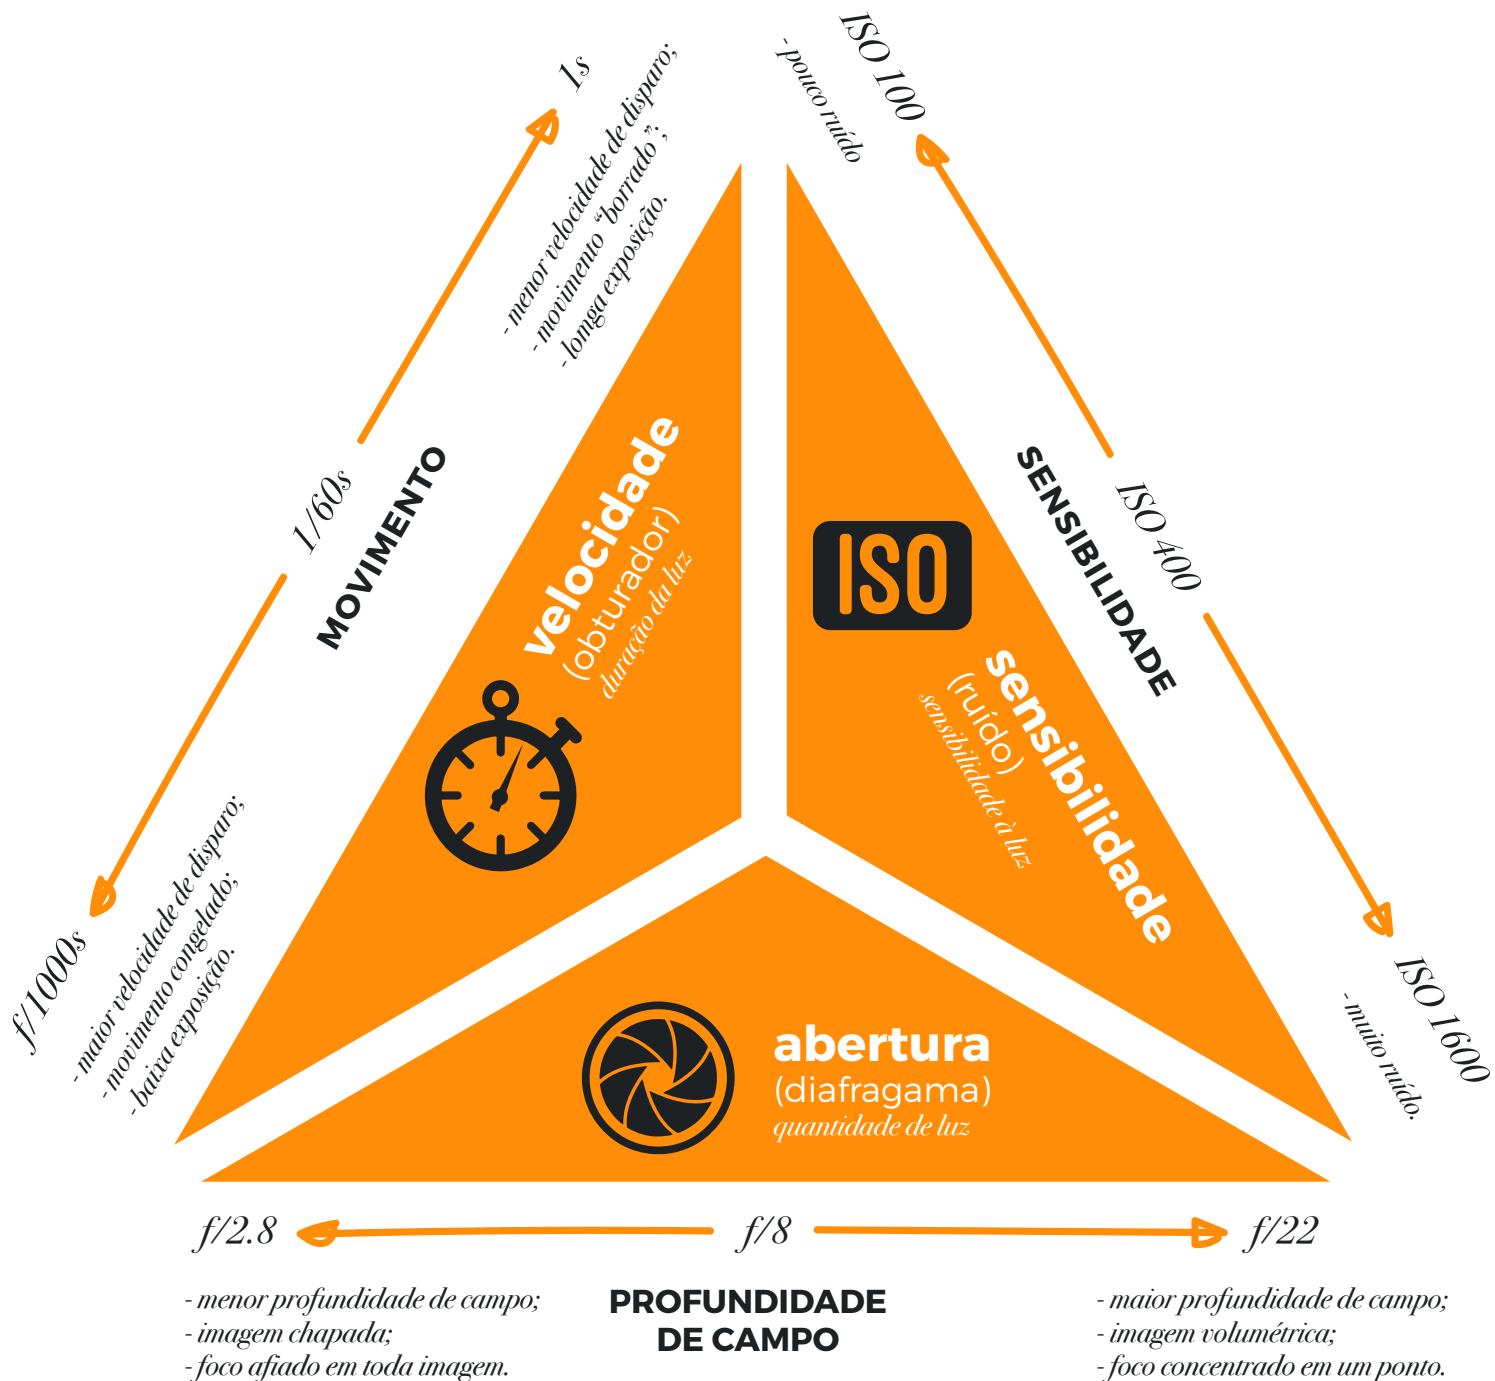 1s
- menor velocidade de disparo;
- movimento “borrado”;
- lomga exposição.
1/60s
MOVIMENTO
f/1000s
- maior velocidade de disparo;
- movimento congelado;
- baixa exposição.
velocidade
(obturador)
duração da luz
ISO 100
- pouco ruído
ISO 400
SENSIBILIDADE
ISO 1600
- muito ruído.
ISO
sensibilidade
(ruído)
sensibilidade à luz
abertura
(diafragama)
quantidade de luz
f/2.8
f/8
f/22
- menor profundidade de campo;
- imagem chapada;
- foco afiado em toda imagem.
PROFUNDIDADE
DE CAMPO
- maior profundidade de campo;
- imagem volumétrica;
- foco concentrado em um ponto.